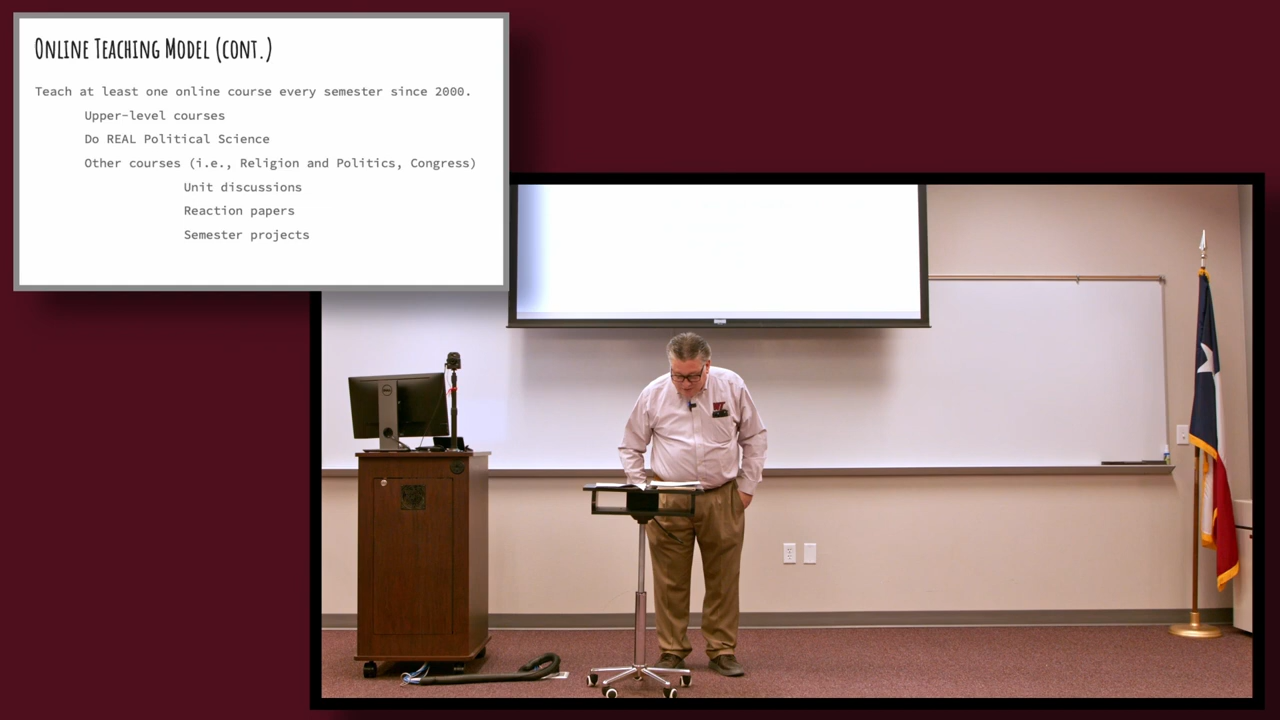 Online Teaching Model (cont.)
Teach at least one online course every semester since 2000.
Upper-level courses
Do REAL Political Science
Other courses (i.e., Religion and Politics, Congress)
Unit discussions
Reaction papers
Semester projects